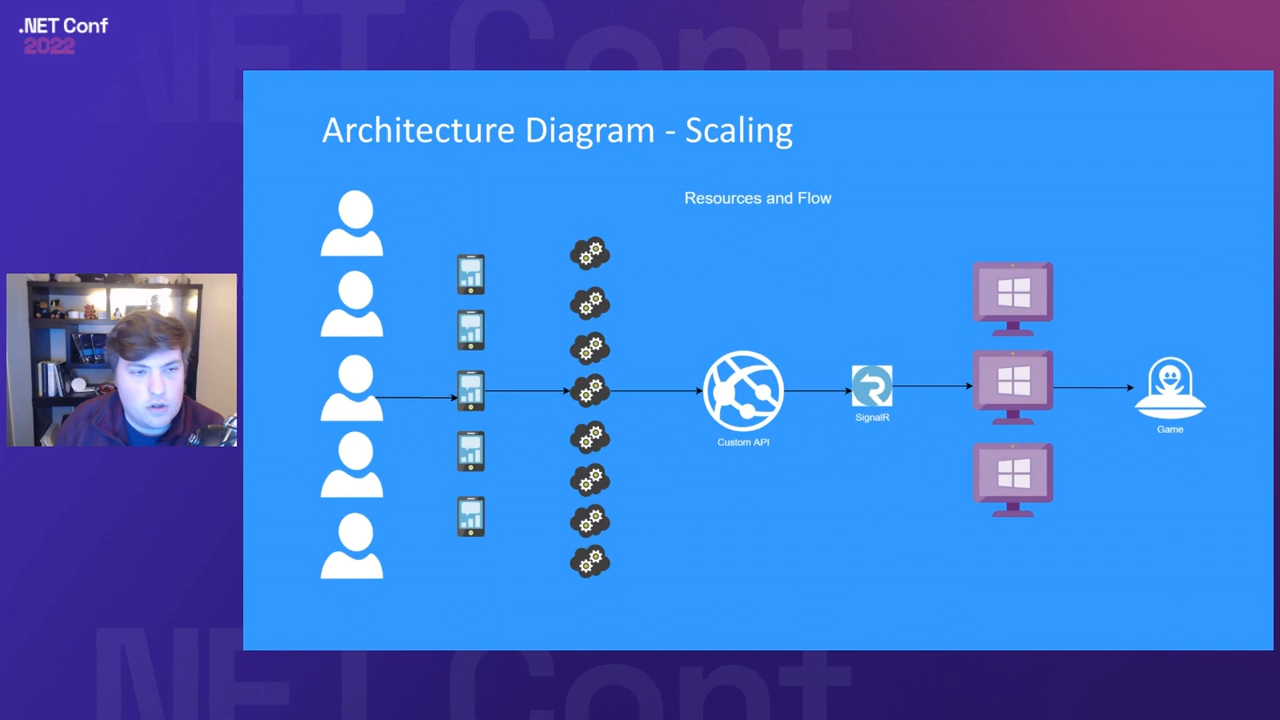 .NET Conf
2022
Architecture Diagram - Scaling
Resources and Flow
Custom API
SignalR
Game